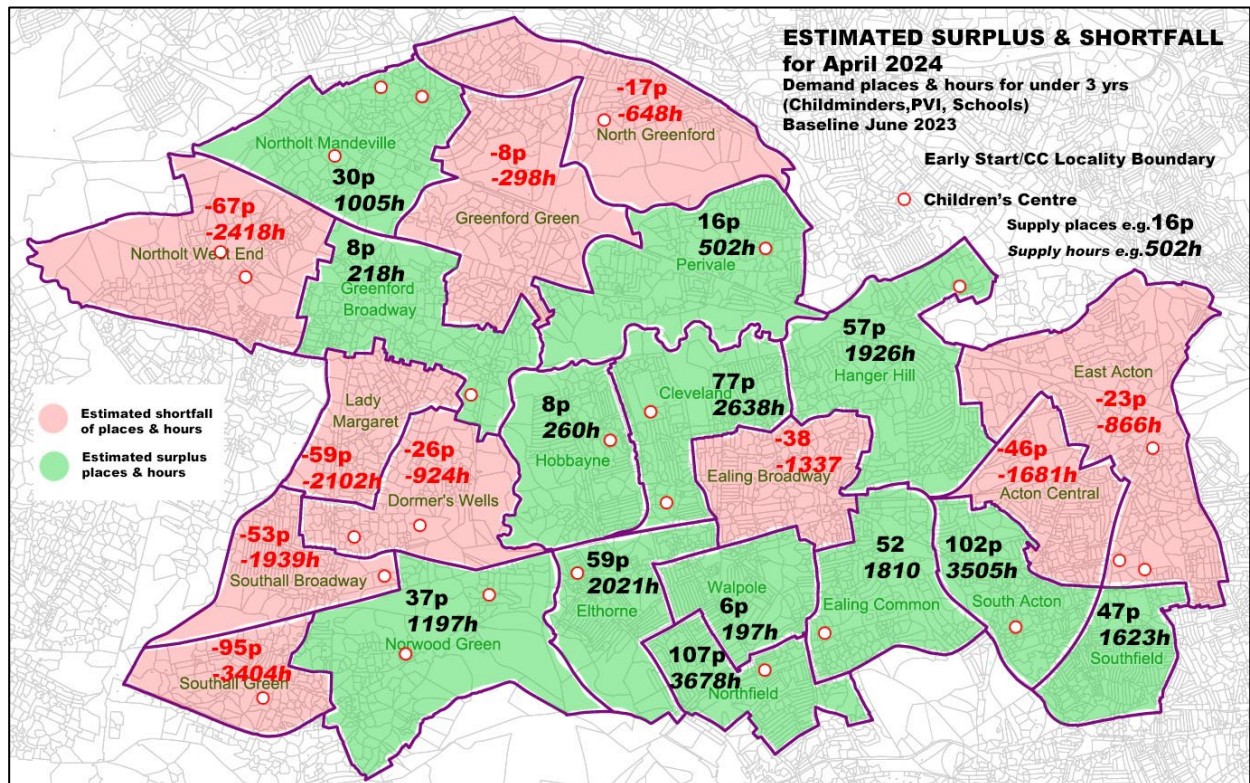 ESTIMATED SURPLUS & SHORTFALL
for April 2024
Demand places & hours for under 3 yrs
(Childminders,PVI, Schools)
Baseline June 2023
Early Start/CC Locality Boundary
Children's Centre
Supply places e.g.16p
Supply hours e.g.502h
-17p
-648h
North Greenford
Northolt Mandeville
30p
1005h
-8p
-298h
Greenford Green
-67p
-2418h
Northolt West End
8p
218h
Greenford
Broadway
16p
502h
Perivale
57p
1926h
Hanger Hill
East Acton
-23p
-866h
Estimated shortfall
of places & hours
Estimated surplus
places & hours
Lady
Margaret
-59p
-2102h
-26p
-924h
Dormer's Wells
8p
260h
Hobbayne
Cleveland
77p
2638h
-38
-1337
Ealing Broadway
-46p
-1681h
Acton Central
-53p
-1939h
Southall Broadway
37p
1197h
Norwood Green
59p
2021h
Elthorne
Walpole
6p
197h
52
1810
Ealing Common
102p
3505h
South Acton
47p
1623h
Southfield
-95p
-3404h
Southall Green
107p
3678h
Northfield